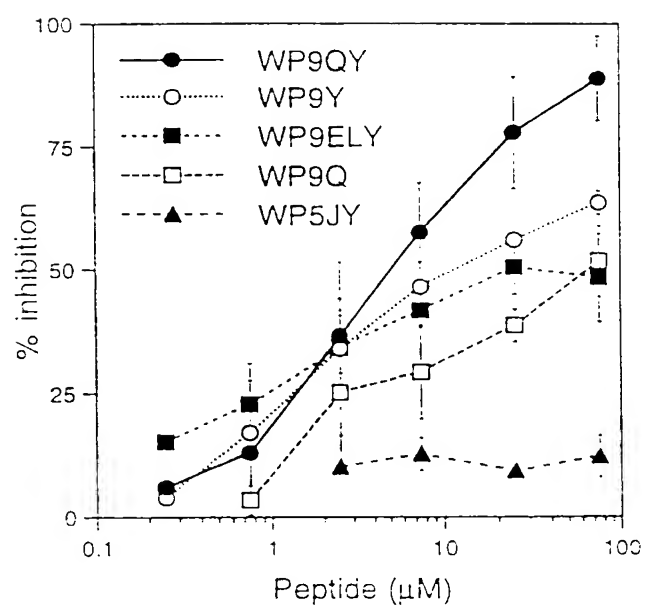 100
75
50
25
0
% inhibition
WP9QY
WP9Y
WP9ELY
WP9Q
WP5JY
0.1
1
10
100
Peptide (μM)